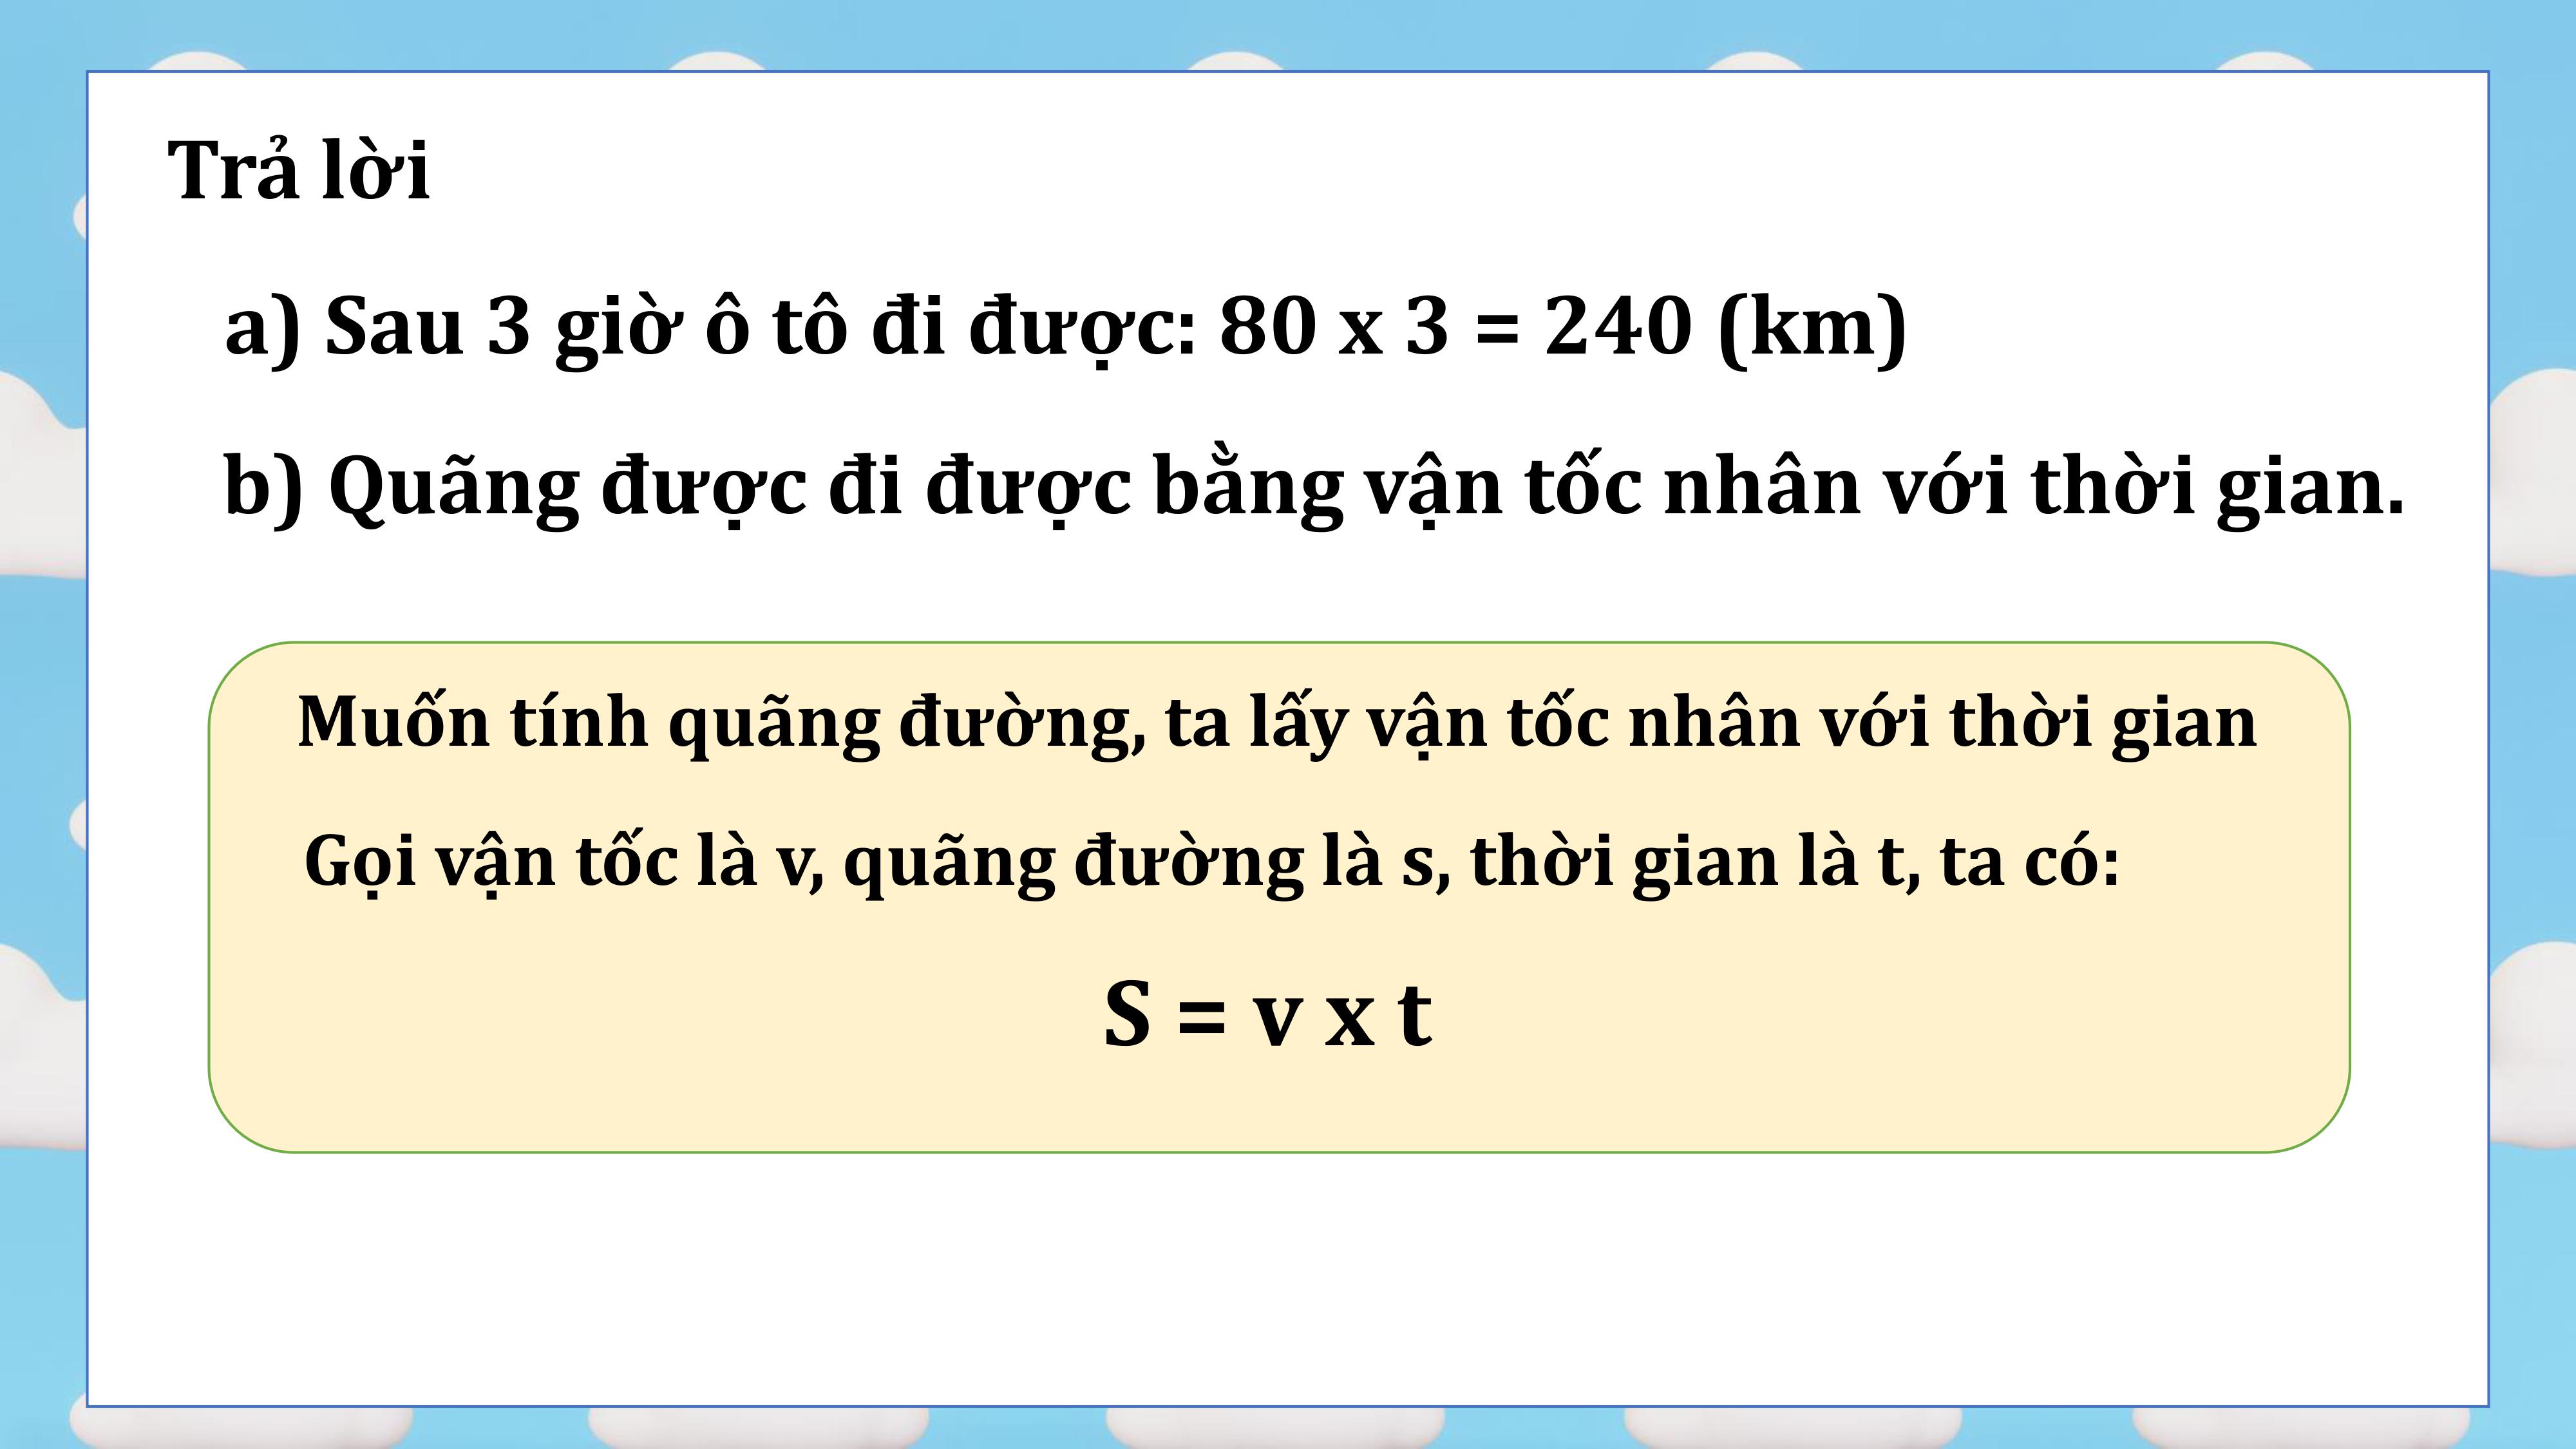 Trả lời
a) Sau 3 giờ ô tô đi được: 80 x 3 = 240 (km)
b) Quãng được đi được bằng vận tốc nhân với thời gian.
Muốn tính quãng đường, ta lấy vận tốc nhân với thời gian
Gọi vận tốc là v, quãng đường là s, thời gian là t, ta có:
S = v x t